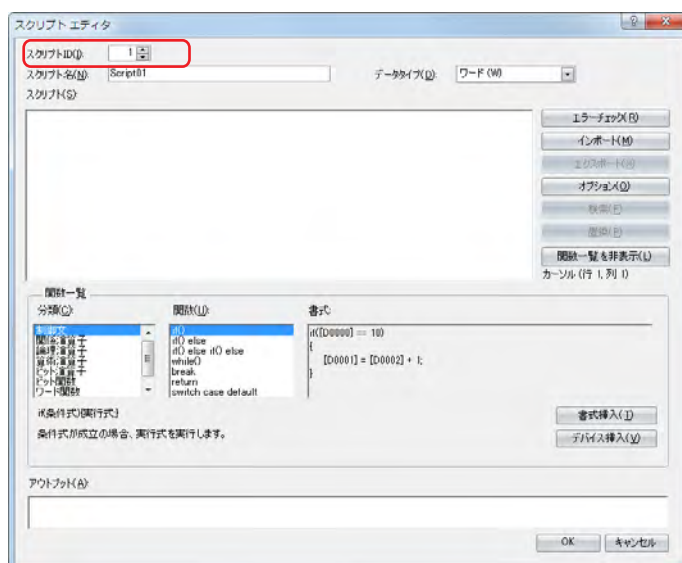 スクリプト エディタ
スクリプトID(I): 1
スクリプト名(N): Script01 データタイプ(D): ワード (W)
スクリプト(S):
エラーチェック(R)
インポート(M)
エクスポート(X)
オプション(O)
検索(F)
置換(P)
関数一覧を非表示(L)
カーソル (行 1, 列 1)
関数一覧
分類(C): 関数(U): 書式:
制御文
関係演算子
論理演算子
算術演算子
ビット演算子
ビット関数
ワード関数
if()
if() else
if() else if() else
while()
break
return
switch case default
if([D0000] == 10)
{
[D0001] = [D0002] + 1;
}
if(条件式){実行式}
条件式が成立の場合、実行式を実行します。
書式挿入(T)
デバイス挿入(V)
アウトプット(A):
OK キャンセル